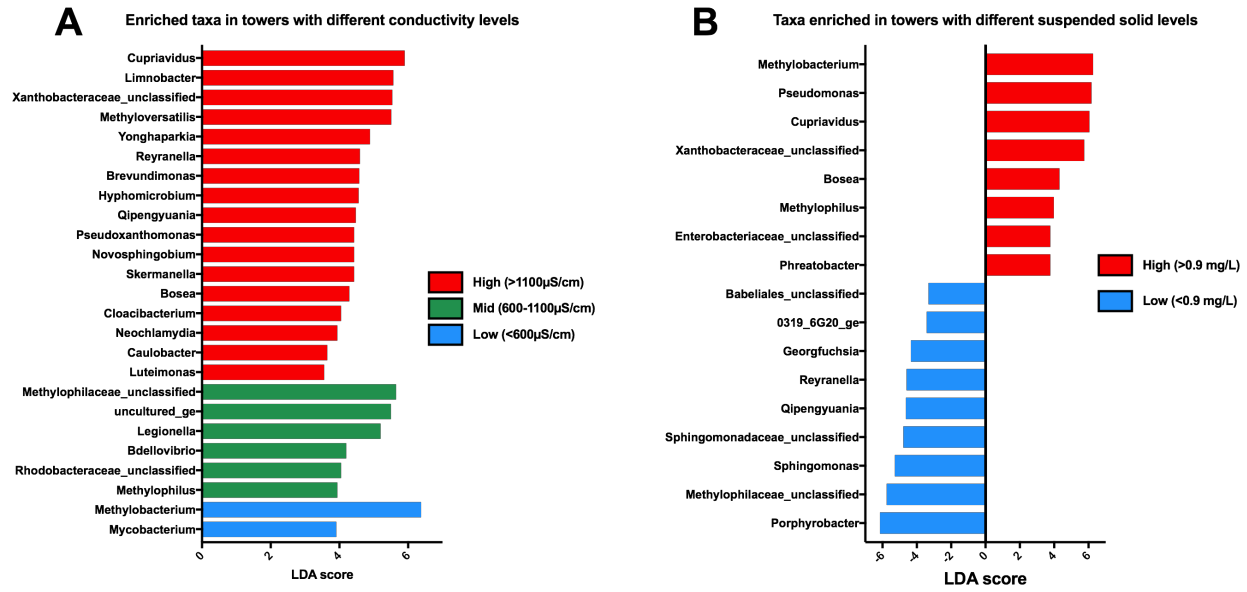 A
Enriched taxa in towers with different conductivity levels
Cupriavidus
Limnobacter
Xanthobacteraceae_unclassified
Methyloversatilis
Yonghaparkia
Reyranella
Brevundimonas
Hyphomicrobium
Qipengyuania
Pseudoxanthomonas
Novosphingobium
Skermanella
Bosea
Cloacibacterium
Neochlamydia
Caulobacter
Luteimonas
Methylophilaceae_unclassified
uncultured_ge
Legionella
Bdellovibrio
Rhodobacteraceae_unclassified
Methylophilus
Methylobacterium
Mycobacterium
0 2 4 6
LDA score
High (>1100µS/cm)
Mid (600-1100µS/cm)
Low (<600µS/cm)
B
Taxa enriched in towers with different suspended solid levels
Methylobacterium
Pseudomonas
Cupriavidus
Xanthobacteraceae_unclassified
Bosea
Methylophilus
Enterobacteriaceae_unclassified
Phreatobacter
Babeliales_unclassified
0319_6G20_ge
Georgfuchsia
Reyranella
Qipengyuania
Sphingomonadaceae_unclassified
Sphingomonas
Methylophilaceae_unclassified
Porphyrobacter
-6 -4 -2 0 2 4 6
LDA score
High (>0.9 mg/L)
Low (<0.9 mg/L)